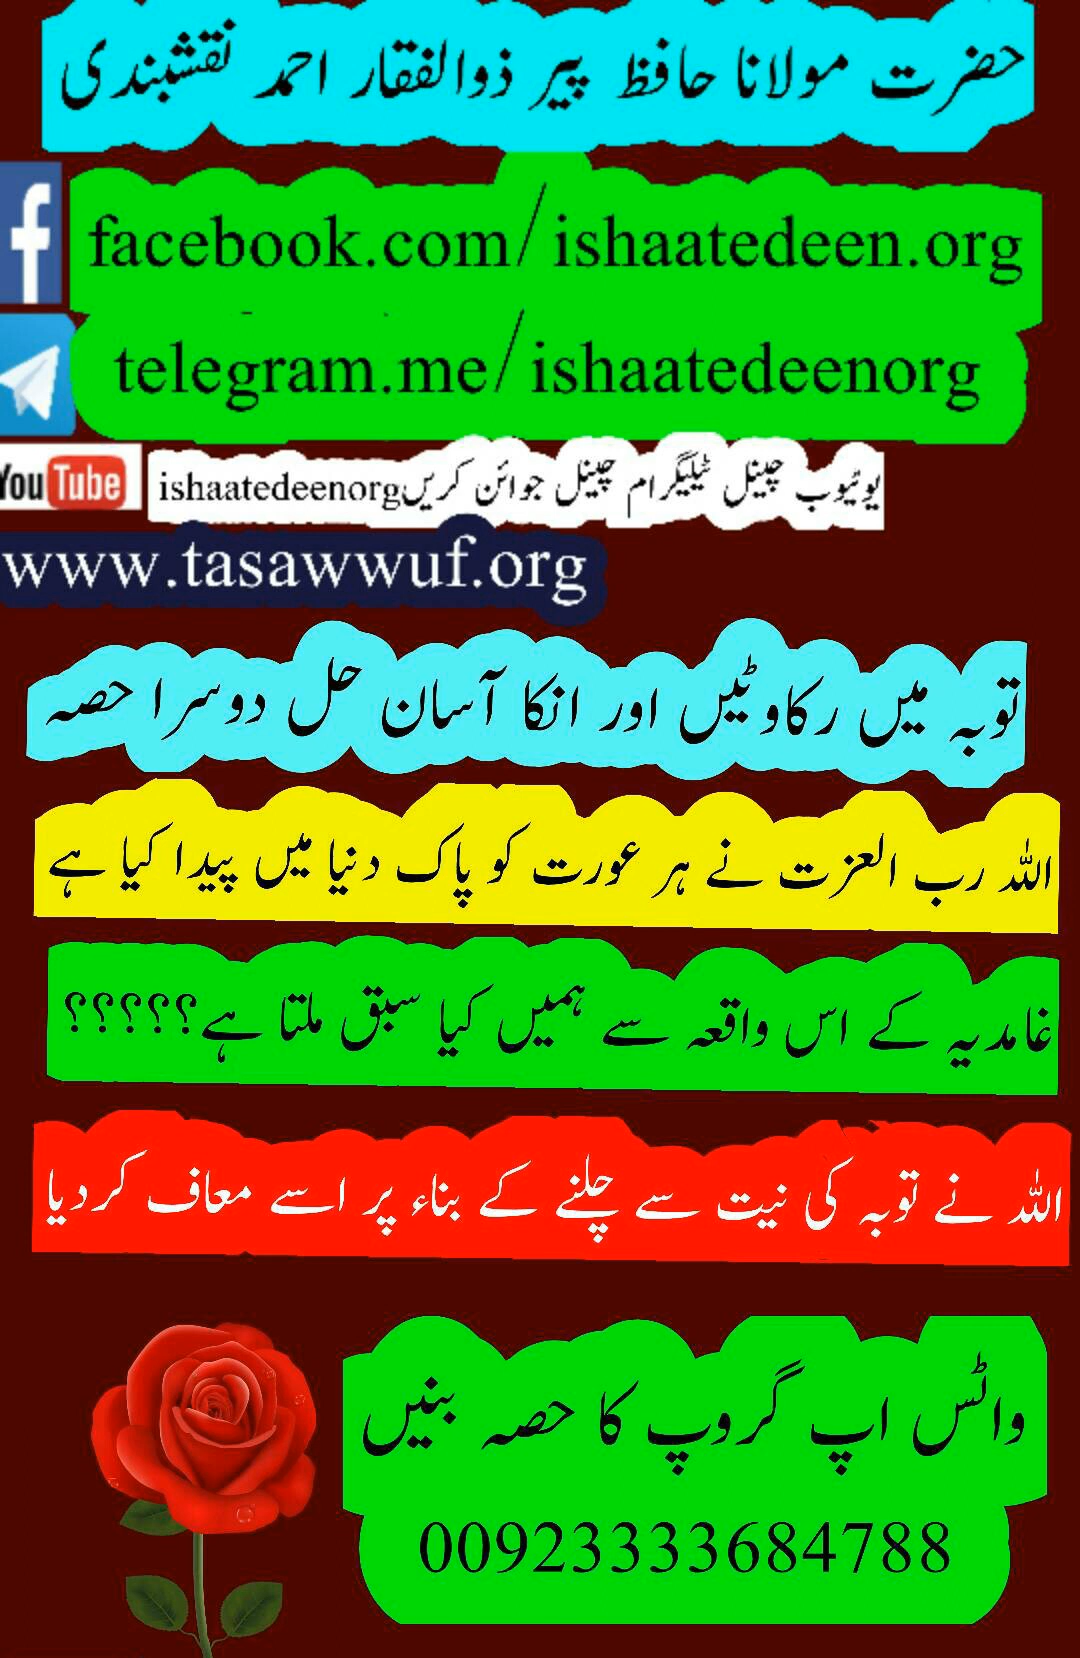 حضرت مولانا حافظ پیر ذوالفقار احمد نقشبندی
facebook.com/ishaatedeen.org
telegram.me/ishaatedeenorg
YouTube
یوٹیوب چینل ٹیلیگرام چینل جوائن کریں ishaatedeenorg
www.tasawwuf.org
توبہ میں رکاوٹیں اور انکا آسان حل دوسرا حصہ
اللہ رب العزت نے ہر عورت کو پاک دنیا میں پیدا کیا ہے
غامدیہ کے اس واقعہ سے ہمیں کیا سبق ملتا ہے؟؟؟؟؟
اللہ نے توبہ کی نیت سے چلنے کے بناء پر اسے معاف کردیا
واٹس اپ گروپ کا حصہ بنیں
00923333684788